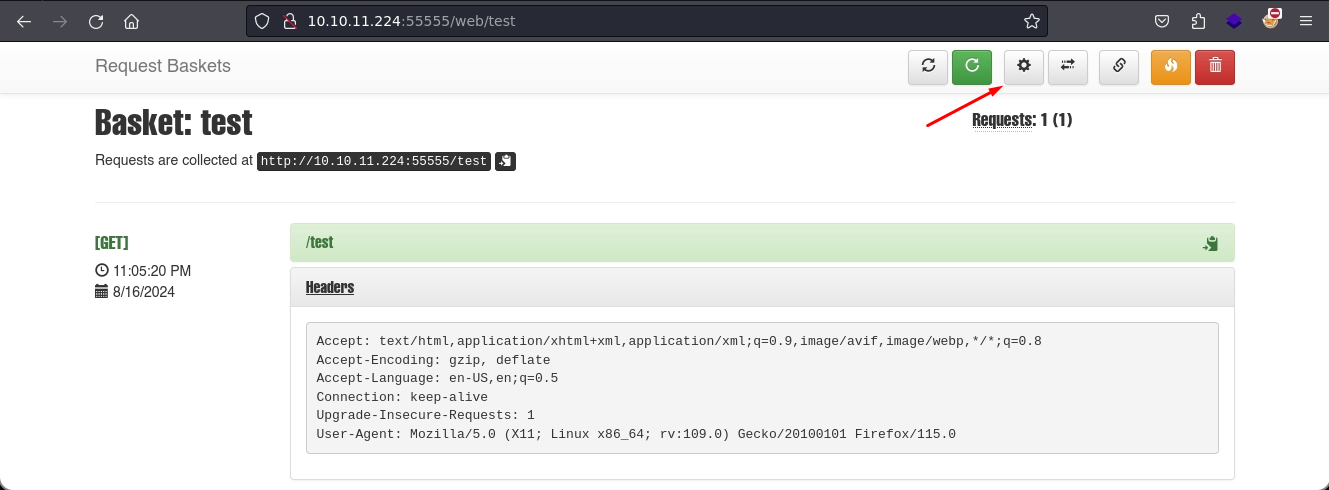 10.10.11.224:55555/web/test
Request Baskets
Basket: test
Requests: 1 (1)
Requests are collected at http://10.10.11.224:55555/test
[GET]
/test
11:05:20 PM
8/16/2024
Headers
Accept: text/html,application/xhtml+xml,application/xml;q=0.9,image/avif,image/webp,*/*;q=0.8
Accept-Encoding: gzip, deflate
Accept-Language: en-US,en;q=0.5
Connection: keep-alive
Upgrade-Insecure-Requests: 1
User-Agent: Mozilla/5.0 (X11; Linux x86_64; rv:109.0) Gecko/20100101 Firefox/115.0